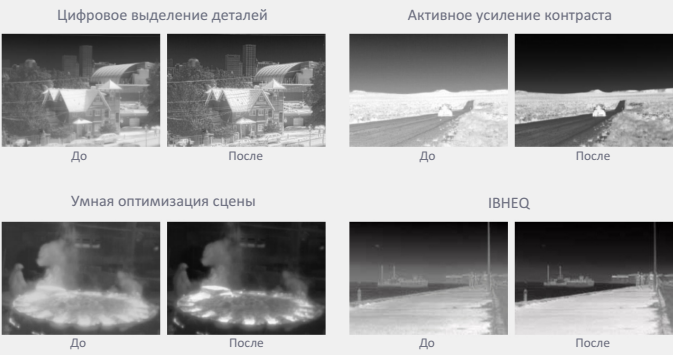 Цифровое выделение деталей
Активное усиление контраста
До
После
До
После
Умная оптимизация сцены
IBHEQ
До
После
До
После